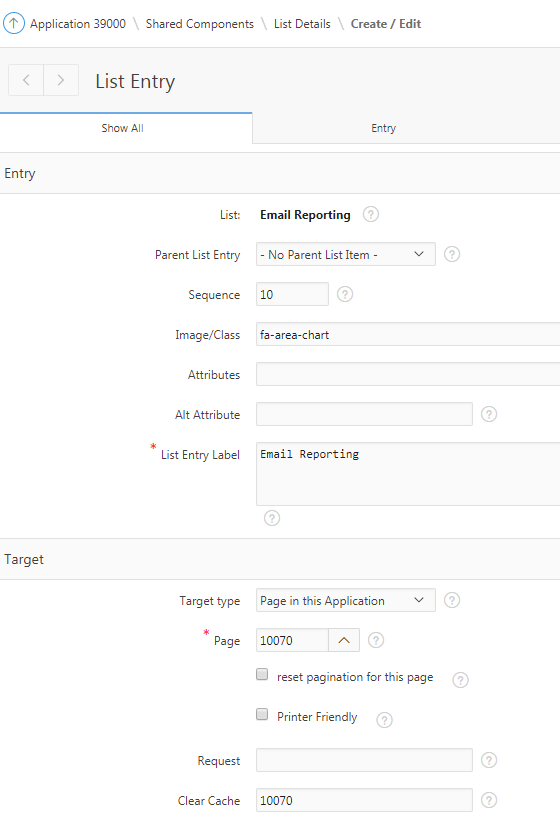 Application 39000 \ Shared Components \ List Details \ Create / Edit
List Entry
Show All Entry
Entry
List: Email Reporting ?
Parent List Entry - No Parent List Item - ?
Sequence 10 ?
Image/Class fa-area-chart
Attributes
Alt Attribute ?
* List Entry Label Email Reporting
?
Target
Target type Page in this Application ?
* Page 10070 ?
reset pagination for this page ?
Printer Friendly ?
Request ?
Clear Cache 10070 ?